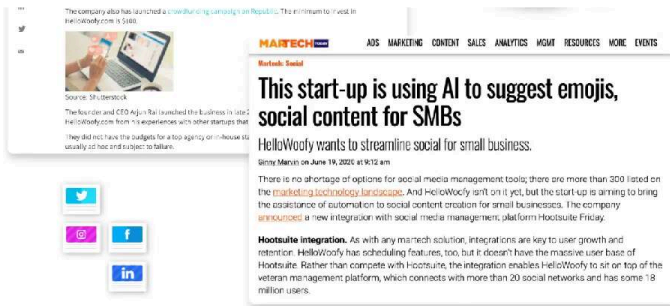 The company also has launched a crowdfunding campaign on Republic. The minimum to invest in
HelloWoofy.com is $100.
Source: Shutterstock
The founder and CEO Arjun Rai launched the business in late 2
HelloWoofy.com from his experiences with other startups that
They did not have the budgets for a top agency or in-house sta
usually ad hoc and subject to failure.
MARTECH TODAY
ADS MARKETING CONTENT SALES ANALYTICS MGMT RESOURCES MORE EVENTS
Martech: Social
This start-up is using AI to suggest emojis,
social content for SMBs
HelloWoofy wants to streamline social for small business.
Ginny Marvin on June 19, 2020 at 9:12 am
There is no shortage of options for social media management tools; there are more than 300 listed on
the marketing technology landscape. And HelloWoofy isn't on it yet, but the start-up is aiming to bring
the assistance of automation to social content creation for small businesses. The company
announced a new integration with social media management platform Hootsuite Friday.
Hootsuite integration. As with any martech solution, integrations are key to user growth and
retention. HelloWoofy has scheduling features, too, but it doesn't have the massive user base of
Hootsuite. Rather than compete with Hootsuite, the integration enables HelloWoofy to sit on top of the
veteran management platform, which connects with more than 20 social networks and has some 18
million users.